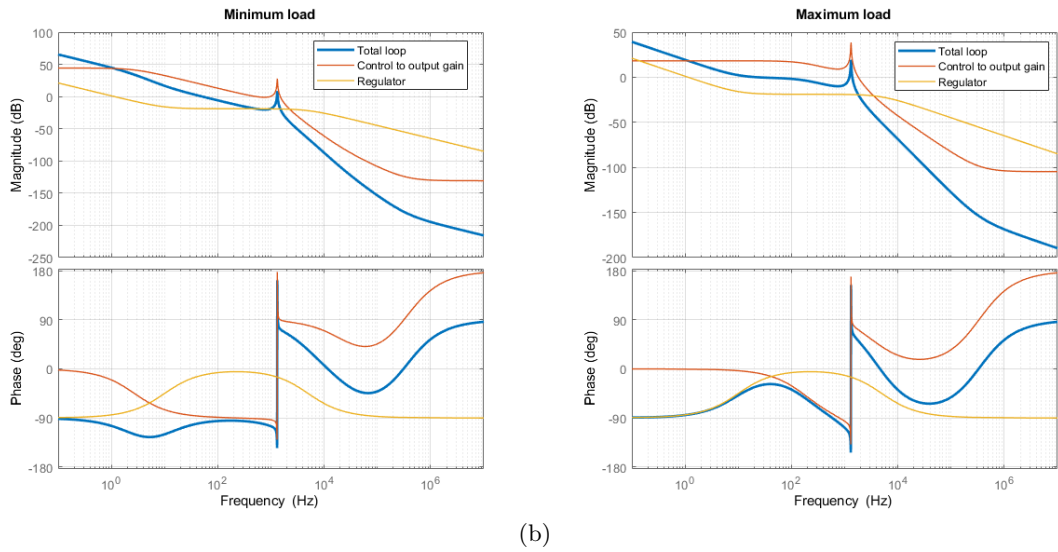 Minimum load
Total loop
Control to output gain
Regulator
Magnitude (dB)
100
50
0
-50
-100
-150
-200
-250
Phase (deg)
180
90
0
-90
-180
10^0
10^2
10^4
10^6
Frequency (Hz)
Maximum load
Total loop
Control to output gain
Regulator
Magnitude (dB)
50
0
-50
-100
-150
-200
Phase (deg)
180
90
0
-90
-180
10^0
10^2
10^4
10^6
Frequency (Hz)
(b)